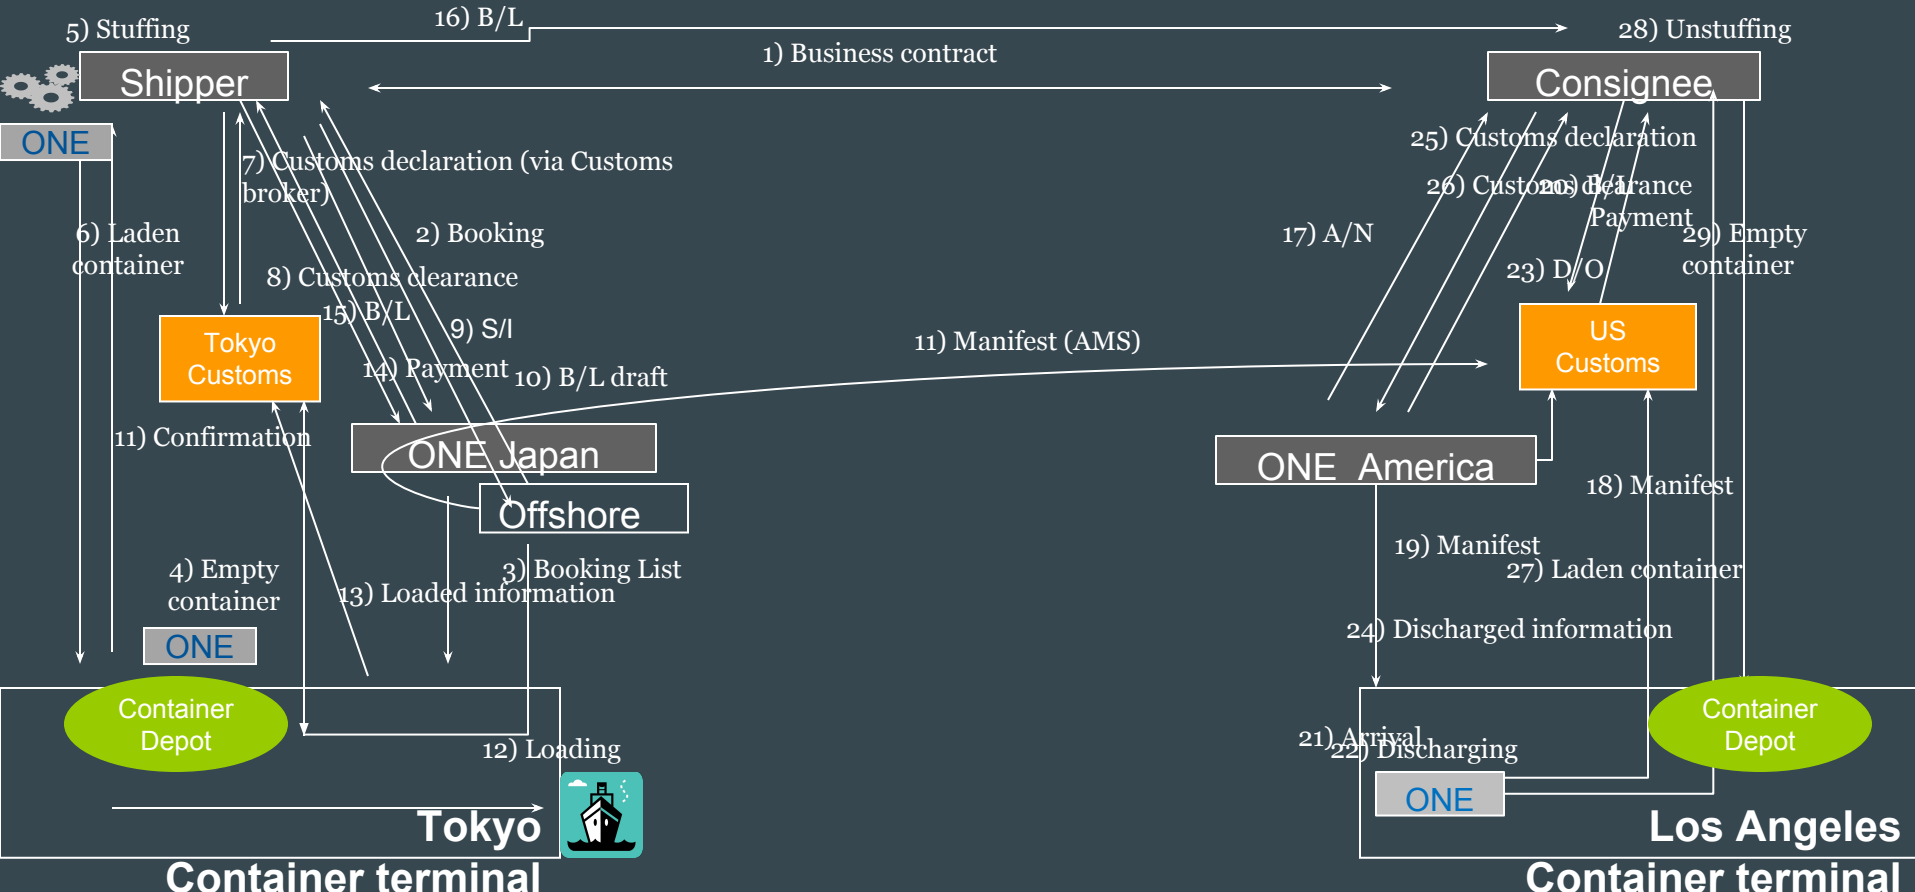 16) B/L
5) Stuffing
28) Unstuffing
1) Business contract
Shipper
Consignee
ONE
25) Customs declaration
7) Customs declaration (via Customs
broker)
26) Customs clearance
20) B/L
Payment
6) Laden
container
2) Booking
17) A/N
29) Empty
container
8) Customs clearance
23) D/O
15) B/L
9) S/I
Tokyo
Customs
US
Customs
11) Manifest (AMS)
14) Payment
10) B/L draft
11) Confirmation
ONE Japan
ONE America
18) Manifest
Offshore
19) Manifest
4) Empty
container
3) Booking List
27) Laden container
13) Loaded information
24) Discharged information
ONE
Container
Depot
Container
Depot
12) Loading
21) Arrival
22) Discharging
ONE
Tokyo
Container terminal
Los Angeles
Container terminal